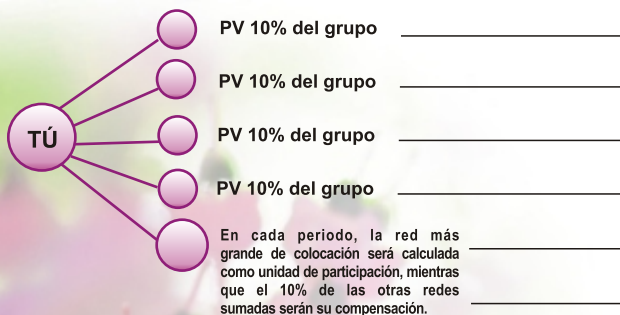 PV 10% del grupo
PV 10% del grupo
TÚ
PV 10% del grupo
PV 10% del grupo
En cada periodo, la red más
grande de colocación será calculada
como unidad de participación, mientras
que el 10% de las otras redes
sumadas serán su compensación.